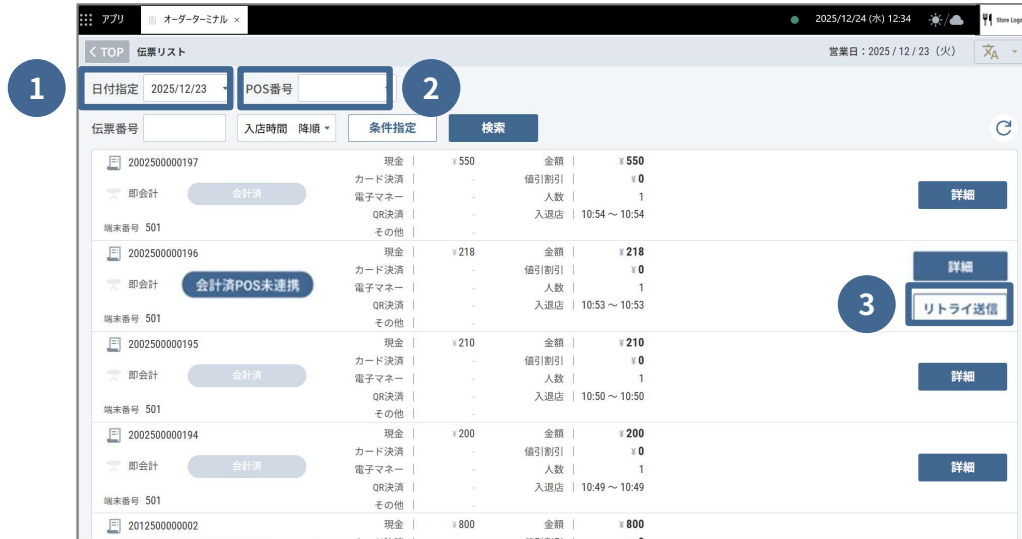 アプリ オーダーターミナル × 2025/12/24 (水) 12:34 Store Logo
< TOP 伝票リスト 営業日：2025 / 12 / 23（火）
1 日付指定 2025/12/23 POS番号 2
伝票番号 入店時間 降順 条件指定 検索
2002500000197 現金 ¥ 550 金額 ¥ 550
カード決済 - 値引割引 ¥ 0
即会計 会計済 電子マネー - 人数 1 詳細
QR決済 - 入退店 10:54 ～ 10:54
端末番号 501 その他 -
2002500000196 現金 ¥ 218 金額 ¥ 218
カード決済 - 値引割引 ¥ 0 詳細
即会計 会計済POS未連携 電子マネー - 人数 1
QR決済 - 入退店 10:53 ～ 10:53 3 リトライ送信
端末番号 501 その他 -
2002500000195 現金 ¥ 210 金額 ¥ 210
カード決済 - 値引割引 ¥ 0
即会計 会計済 電子マネー - 人数 1 詳細
QR決済 - 入退店 10:50 ～ 10:50
端末番号 501 その他 -
2002500000194 現金 ¥ 200 金額 ¥ 200
カード決済 - 値引割引 ¥ 0
即会計 会計済 電子マネー - 人数 1 詳細
QR決済 - 入退店 10:49 ～ 10:49
端末番号 501 その他 -
2012500000002 現金 ¥ 800 金額 ¥ 800